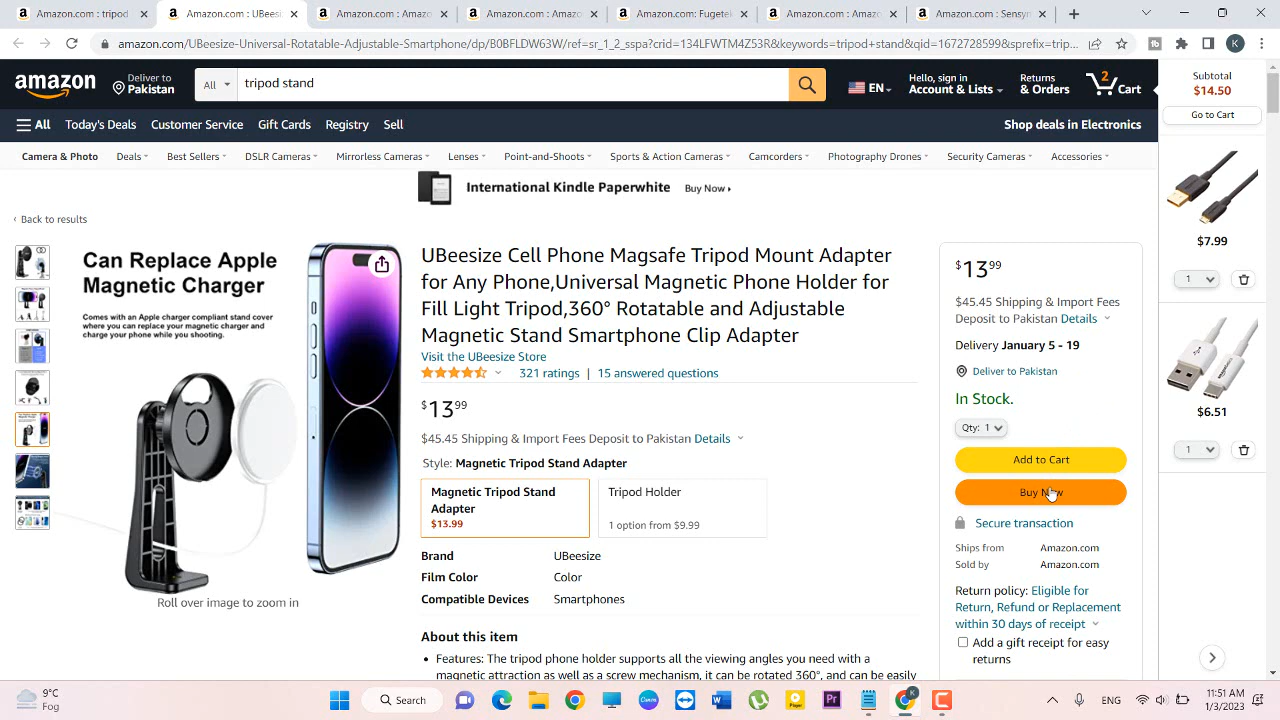 Amazon.com : tripod
Amazon.com : UBeesi
Amazon.com : Amazo
Amazon.com : Amazo
Amazon.com : Fugetek
Amazon.com : Amazo
Amazon.com : Sensyn
amazon.com/UBeesize-Universal-Rotatable-Adjustable-Smartphone/dp/B0BFLDW63W/ref=sr_1_2_sspa?crid=134LFWTM4Z53R&keywords=tripod+stand&qid=1672728599&sprefix=trip...
K
amazon
Deliver to
Pakistan
All
tripod stand
EN
Hello, sign in
Account & Lists
Returns
& Orders
2
Cart
Subtotal
$14.50
Go to Cart
All
Today's Deals
Customer Service
Gift Cards
Registry
Sell
Shop deals in Electronics
Camera & Photo
Deals
Best Sellers
DSLR Cameras
Mirrorless Cameras
Lenses
Point-and-Shoots
Sports & Action Cameras
Camcorders
Photography Drones
Security Cameras
Accessories
International Kindle Paperwhite
Buy Now
‹ Back to results
Can Replace Apple
Magnetic Charger
Comes with an Apple charger compliant stand cover
where you can replace your magnetic charger and
charge your phone while you shooting.
Roll over image to zoom in
UBeesize Cell Phone Magsafe Tripod Mount Adapter
for Any Phone,Universal Magnetic Phone Holder for
Fill Light Tripod,360° Rotatable and Adjustable
Magnetic Stand Smartphone Clip Adapter
Visit the UBeesize Store
321 ratings | 15 answered questions
$13 99
$45.45 Shipping & Import Fees Deposit to Pakistan Details
Style: Magnetic Tripod Stand Adapter
Magnetic Tripod Stand
Adapter
$13.99
Tripod Holder
1 option from $9.99
Brand UBeesize
Film Color Color
Compatible Devices Smartphones
About this item
• Features: The tripod phone holder supports all the viewing angles you need with a
magnetic attraction as well as a screw mechanism, it can be rotated 360°, and can be easily
$13 99
$45.45 Shipping & Import Fees
Deposit to Pakistan Details
Delivery January 5 - 19
Deliver to Pakistan
In Stock.
Qty: 1
Add to Cart
Buy Now
Secure transaction
Ships from Amazon.com
Sold by Amazon.com
Return policy: Eligible for
Return, Refund or Replacement
within 30 days of receipt
Add a gift receipt for easy
returns
$7.99
1
$6.51
1
9°C
Fog
Search
ENG
11:51 AM
1/3/2023